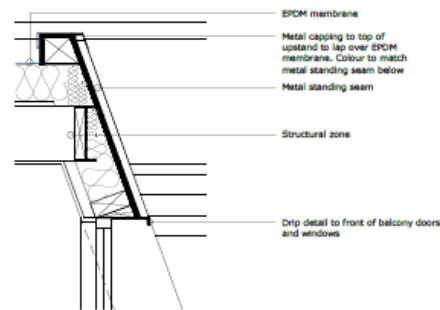 EPDM membrane
Metal capping to top of
upstand to lap over EPDM
membrane. Colour to match
metal standing seam below
Metal standing seam
Structural zone
Drip detail to front of balcony doors
and windows